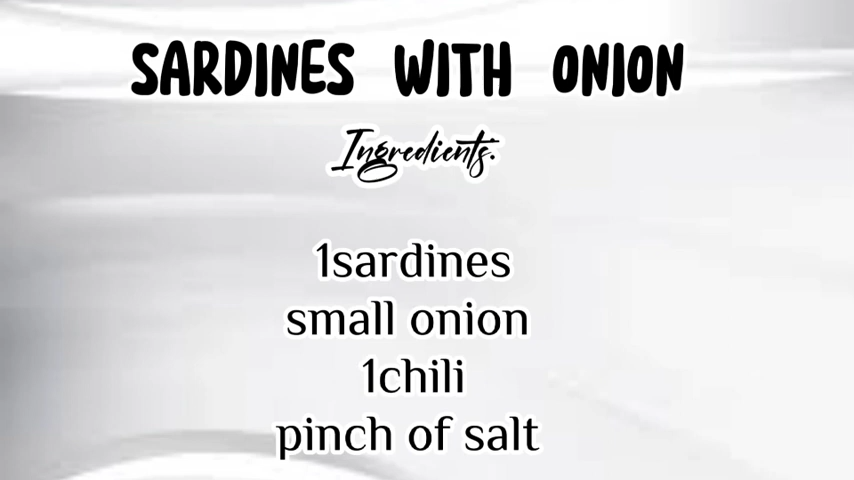 SARDINES WITH ONION
Ingredients:
1sardines
small onion
1chili
pinch of salt